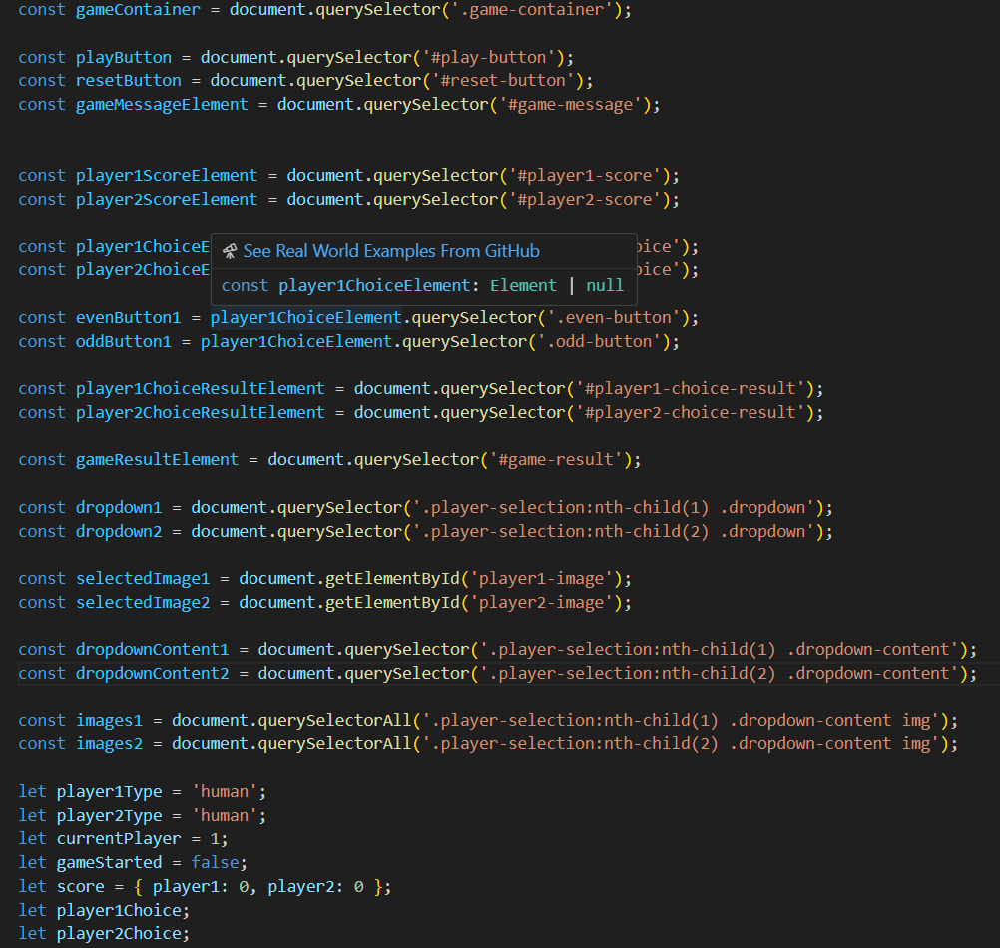 const gameContainer = document.querySelector('.game-container');
const playButton = document.querySelector('#play-button');
const resetButton = document.querySelector('#reset-button');
const gameMessageElement = document.querySelector('#game-message');
const player1ScoreElement = document.querySelector('#player1-score');
const player2ScoreElement = document.querySelector('#player2-score');
const player1ChoiceE oice');
const player2ChoiceE oice');
See Real World Examples From GitHub
const player1ChoiceElement: Element | null
const evenButton1 = player1ChoiceElement.querySelector('.even-button');
const oddButton1 = player1ChoiceElement.querySelector('.odd-button');
const player1ChoiceResultElement = document.querySelector('#player1-choice-result');
const player2ChoiceResultElement = document.querySelector('#player2-choice-result');
const gameResultElement = document.querySelector('#game-result');
const dropdown1 = document.querySelector('.player-selection:nth-child(1) .dropdown');
const dropdown2 = document.querySelector('.player-selection:nth-child(2) .dropdown');
const selectedImage1 = document.getElementById('player1-image');
const selectedImage2 = document.getElementById('player2-image');
const dropdownContent1 = document.querySelector('.player-selection:nth-child(1) .dropdown-content');
const dropdownContent2 = document.querySelector('.player-selection:nth-child(2) .dropdown-content');
const images1 = document.querySelectorAll('.player-selection:nth-child(1) .dropdown-content img');
const images2 = document.querySelectorAll('.player-selection:nth-child(2) .dropdown-content img');
let player1Type = 'human';
let player2Type = 'human';
let currentPlayer = 1;
let gameStarted = false;
let score = { player1: 0, player2: 0 };
let player1Choice;
let player2Choice;